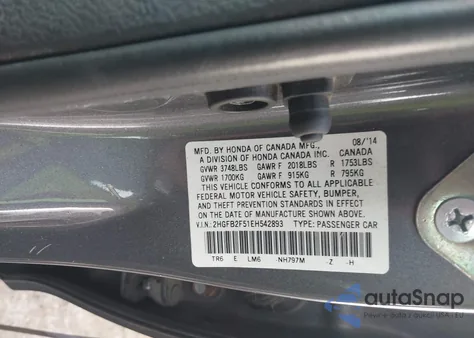 08/'14
MFD. BY HONDA OF CANADA MFG.,
A DIVISION OF HONDA CANADA INC. CANADA
GVWR 3748LBS GAWR F 2018LBS R 1753LBS
GVWR 1700KG GAWR F 915KG R 795KG
THIS VEHICLE CONFORMS TO ALL APPLICABLE
FEDERAL MOTOR VEHICLE SAFETY, BUMPER,
AND THEFT PREVENTION STANDARDS IN EFFECT
ON THE DATE OF MANUFACTURE SHOWN ABOVE.
V.I.N.: 2HGFB2F51EH542893 TYPE: PASSENGER CAR
TR6 E LM6 -NH797M -Z -H
autoSnap